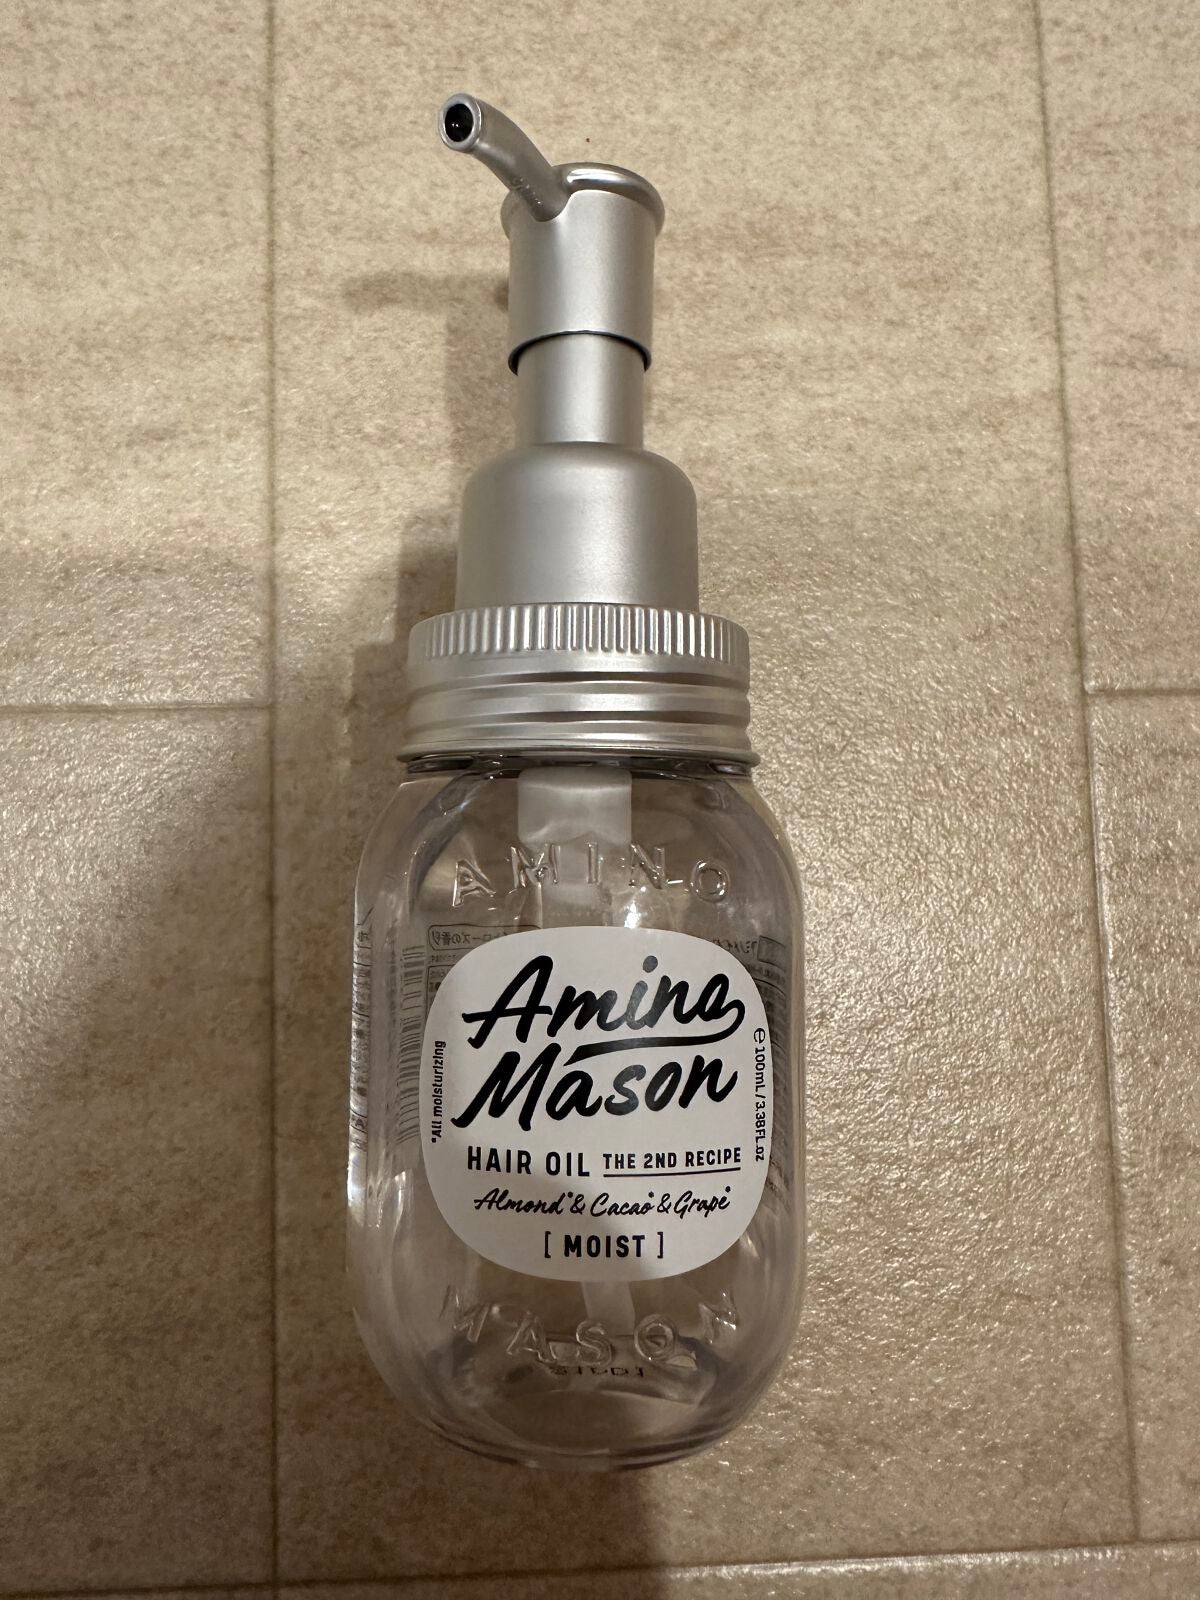 AMINO
Amino
Mason
HAIR OIL THE 2ND RECIPE
Almond* & Cacao* & Grape*
[ MOIST ]
*All moisturizing
℮ 100mL / 3.38FL.oz
MASON